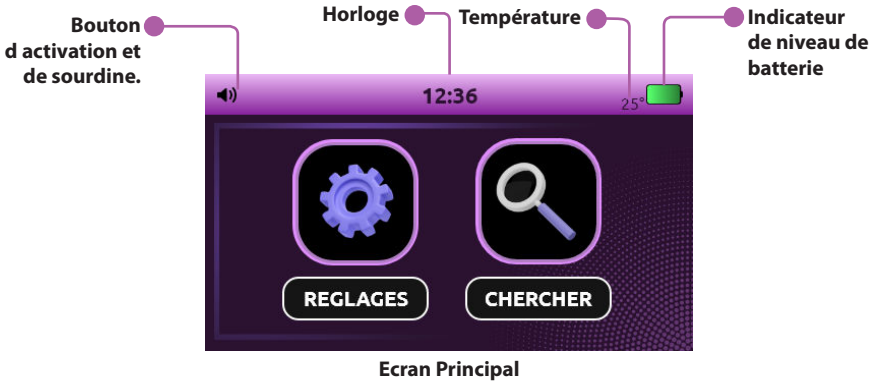 Bouton
d activation et
de sourdine.
Horloge
Température
Indicateur
de niveau de
batterie
12:36
25°
REGLAGES
CHERCHER
Ecran Principal